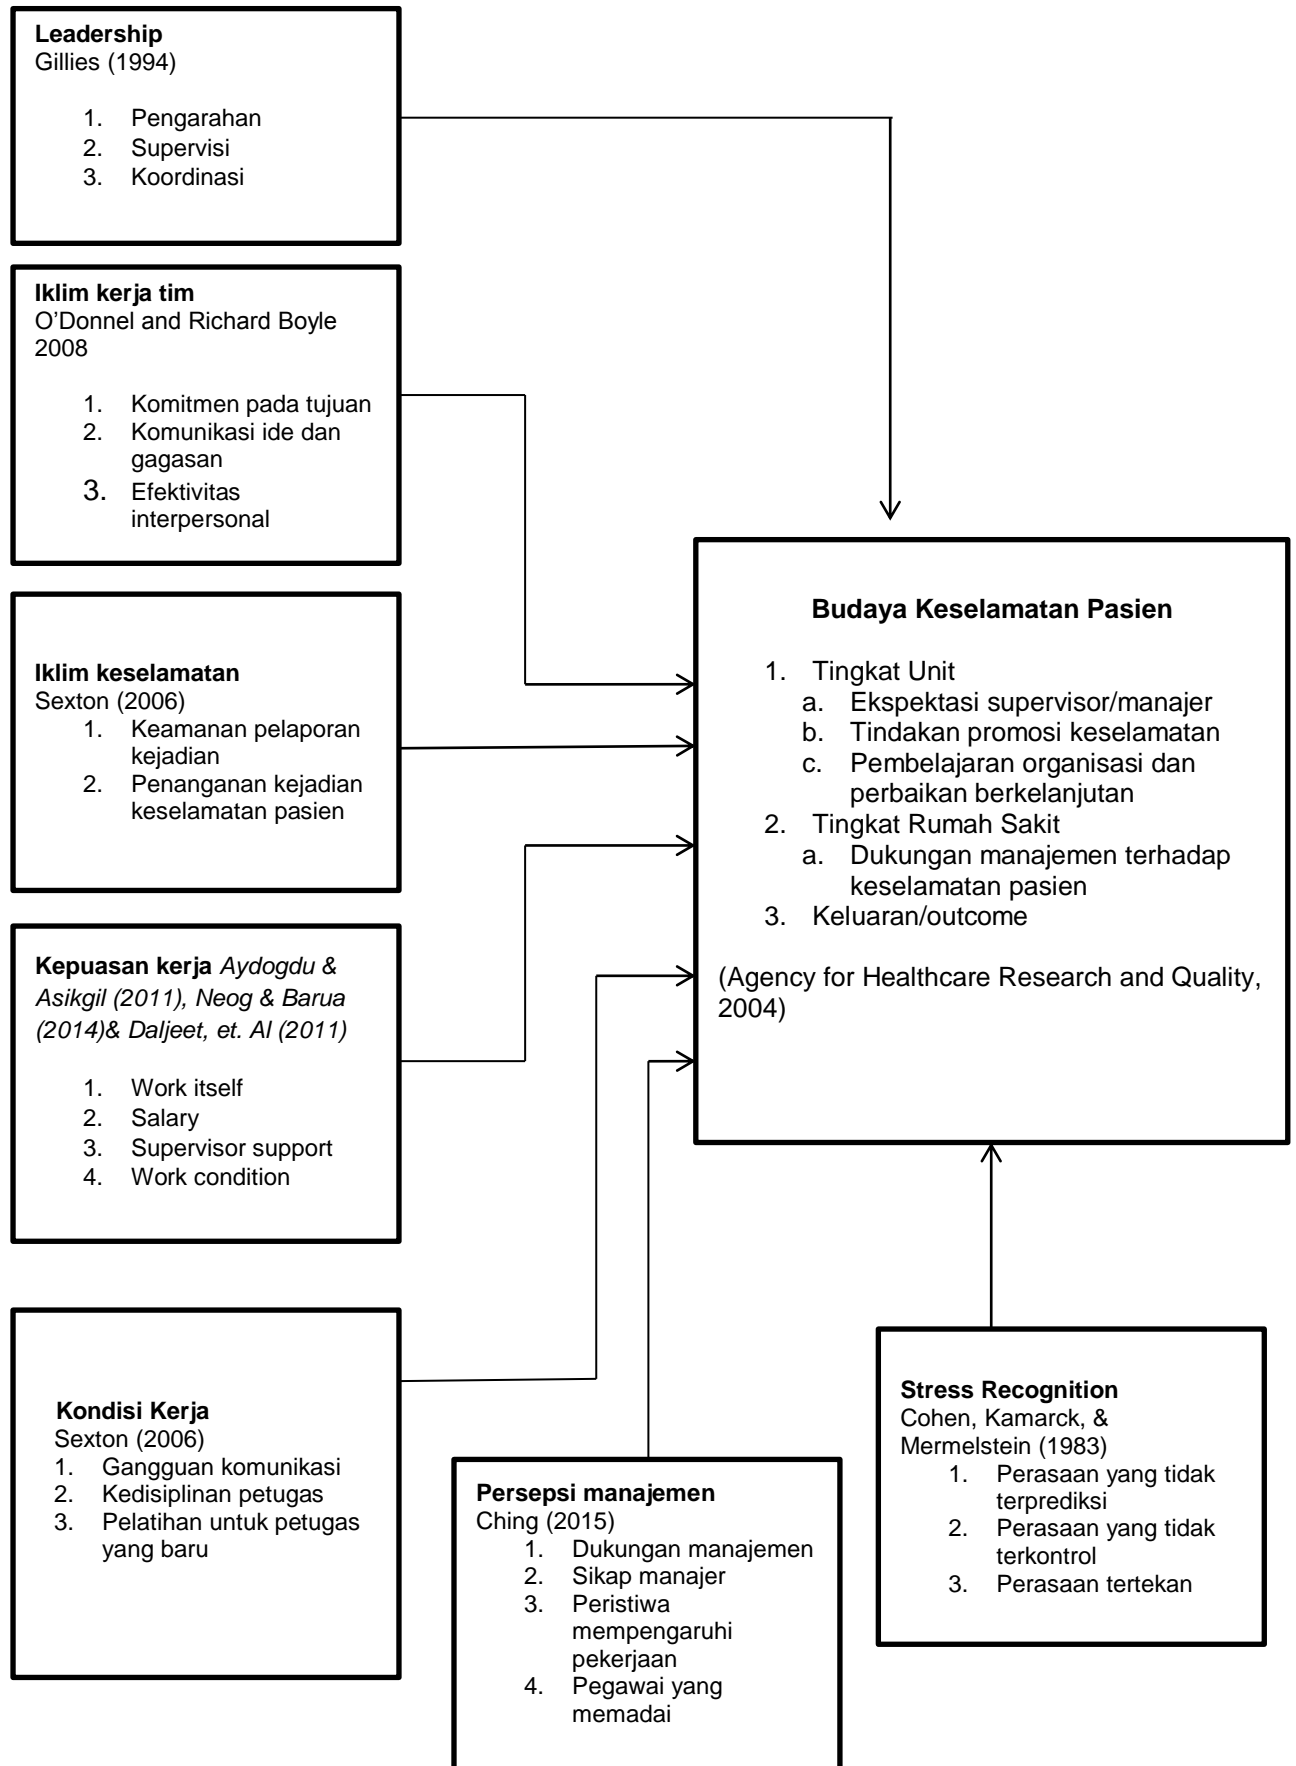 Leadership
Gillies (1994)
1. Pengarahan
2. Supervisi
3. Koordinasi
Iklim kerja tim
O’Donnel and Richard Boyle
2008
1. Komitmen pada tujuan
2. Komunikasi ide dan
gagasan
3. Efektivitas
interpersonal
Iklim keselamatan
Sexton (2006)
1. Keamanan pelaporan
kejadian
2. Penanganan kejadian
keselamatan pasien
Kepuasan kerja Aydogdu &
Asikgil (2011), Neog & Barua
(2014)& Daljeet, et. Al (2011)
1. Work itself
2. Salary
3. Supervisor support
4. Work condition
Kondisi Kerja
Sexton (2006)
1. Gangguan komunikasi
2. Kedisiplinan petugas
3. Pelatihan untuk petugas
yang baru
Persepsi manajemen
Ching (2015)
1. Dukungan manajemen
2. Sikap manajer
3. Peristiwa
mempengaruhi
pekerjaan
4. Pegawai yang
memadai
Budaya Keselamatan Pasien
1. Tingkat Unit
a. Ekspektasi supervisor/manajer
b. Tindakan promosi keselamatan
c. Pembelajaran organisasi dan
perbaikan berkelanjutan
2. Tingkat Rumah Sakit
a. Dukungan manajemen terhadap
keselamatan pasien
3. Keluaran/outcome
(Agency for Healthcare Research and Quality,
2004)
Stress Recognition
Cohen, Kamarck, &
Mermelstein (1983)
1. Perasaan yang tidak
terprediksi
2. Perasaan yang tidak
terkontrol
3. Perasaan tertekan